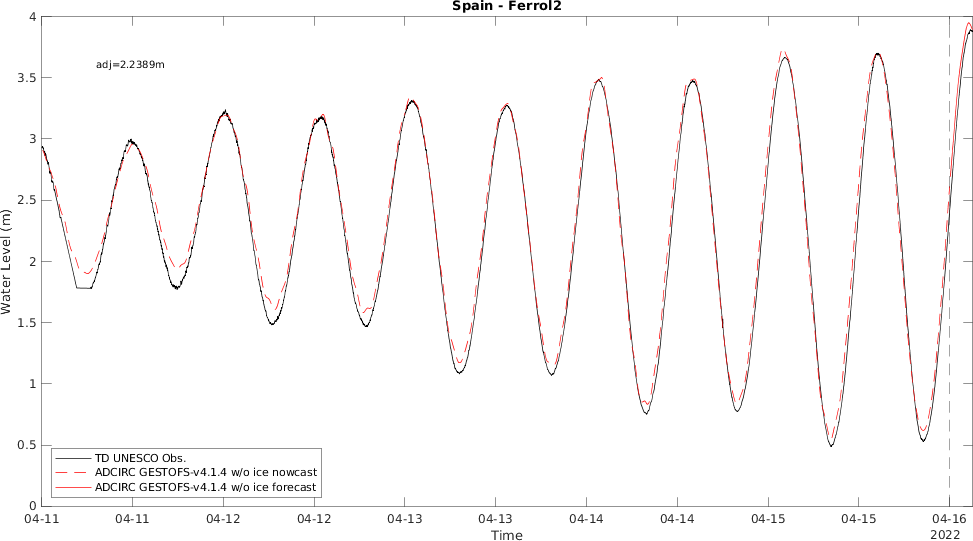 Spain - Ferrol2
adj=2.2389m
Water Level (m)
4
3.5
3
2.5
2
1.5
1
0.5
0
TD UNESCO Obs.
ADCIRC GESTOFS-v4.1.4 w/o ice nowcast
ADCIRC GESTOFS-v4.1.4 w/o ice forecast
04-11 04-11 04-12 04-12 04-13 04-13 04-14 04-14 04-15 04-15 04-16
Time
2022